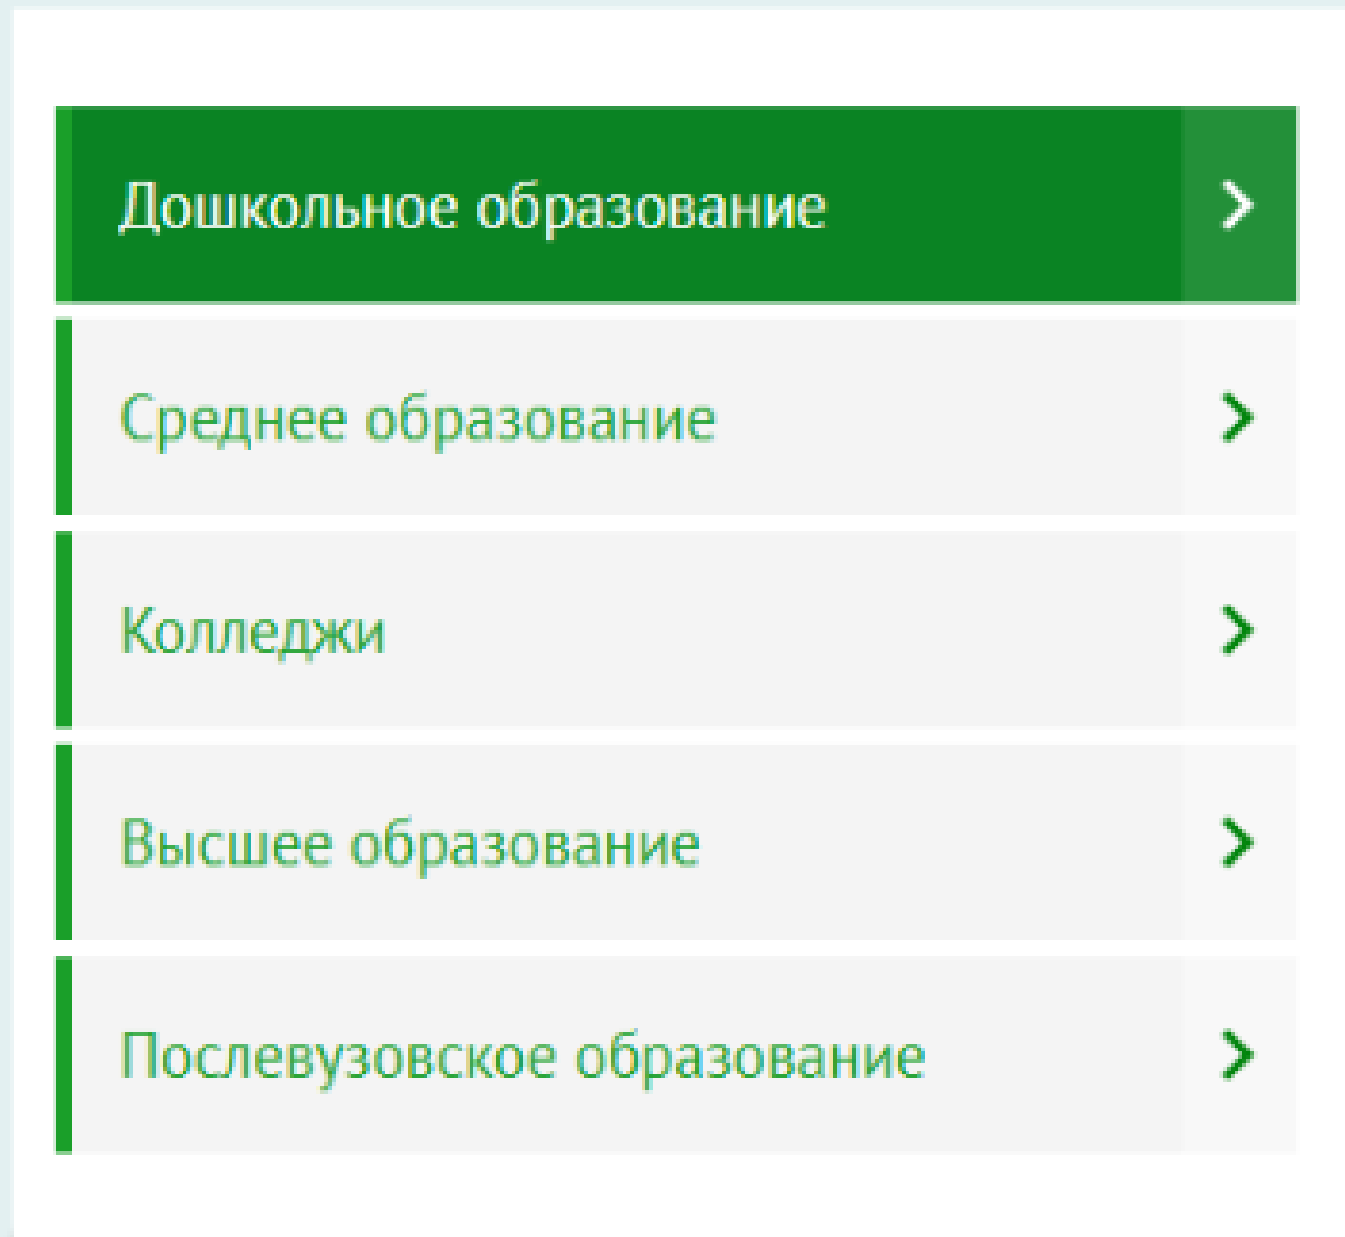 Дошкольное образование
Среднее образование
Колледжи
Высшее образование
Послевузовское образование